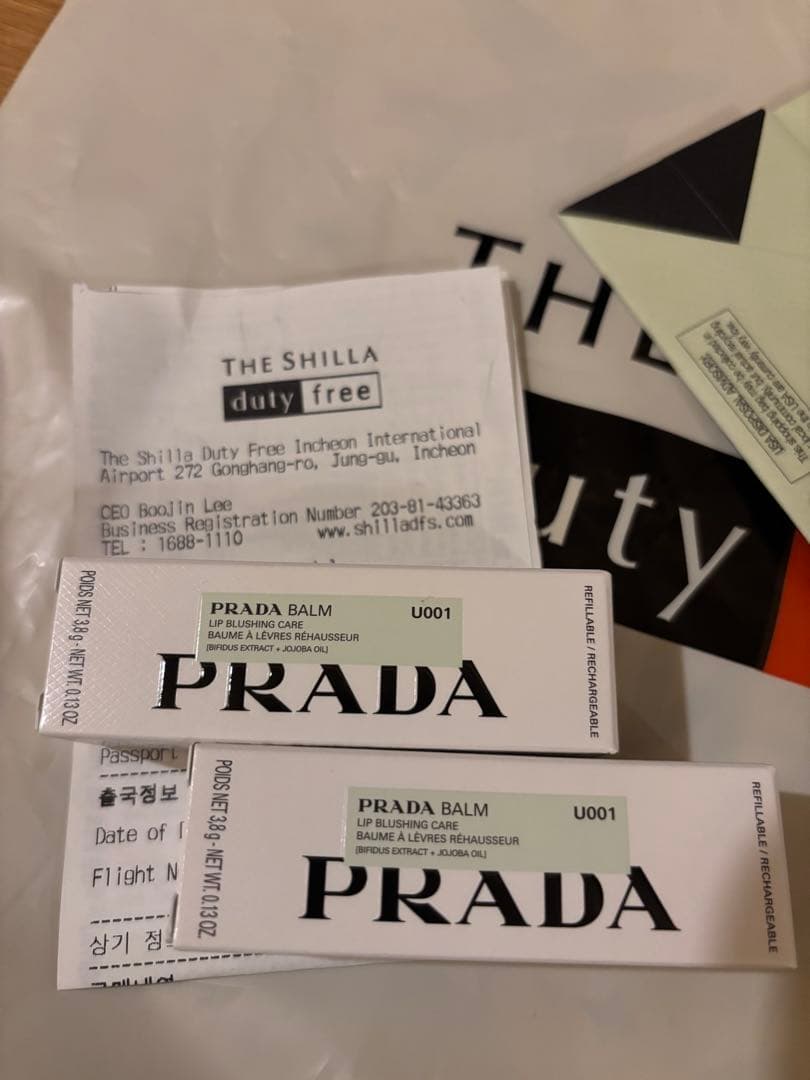 THE SHILLA
duty free
The Shilla Duty Free Incheon International
Airport 272 Gonghang-ro, Jung-gu, Incheon
CEO BooJin Lee
Business Registration Number 203-81-43363
TEL : 1688-1110 www.shilladfs.com
THE
uty
POIDS NET 3,8 g - NET WT. 0.13 OZ
PRADA BALM U001
LIP BLUSHING CARE
BAUME À LÈVRES RÉHAUSSEUR
[BIFIDUS EXTRACT + JOJOBA OIL]
PRADA
REFILLABLE / RECHARGEABLE
Passport
출국정보
Date of
Flight N
상기 점
POIDS NET 3,8 g - NET WT. 0.13 OZ
PRADA BALM U001
LIP BLUSHING CARE
BAUME À LÈVRES RÉHAUSSEUR
[BIFIDUS EXTRACT + JOJOBA OIL]
PRADA
REFILLABLE / RECHARGEABLE